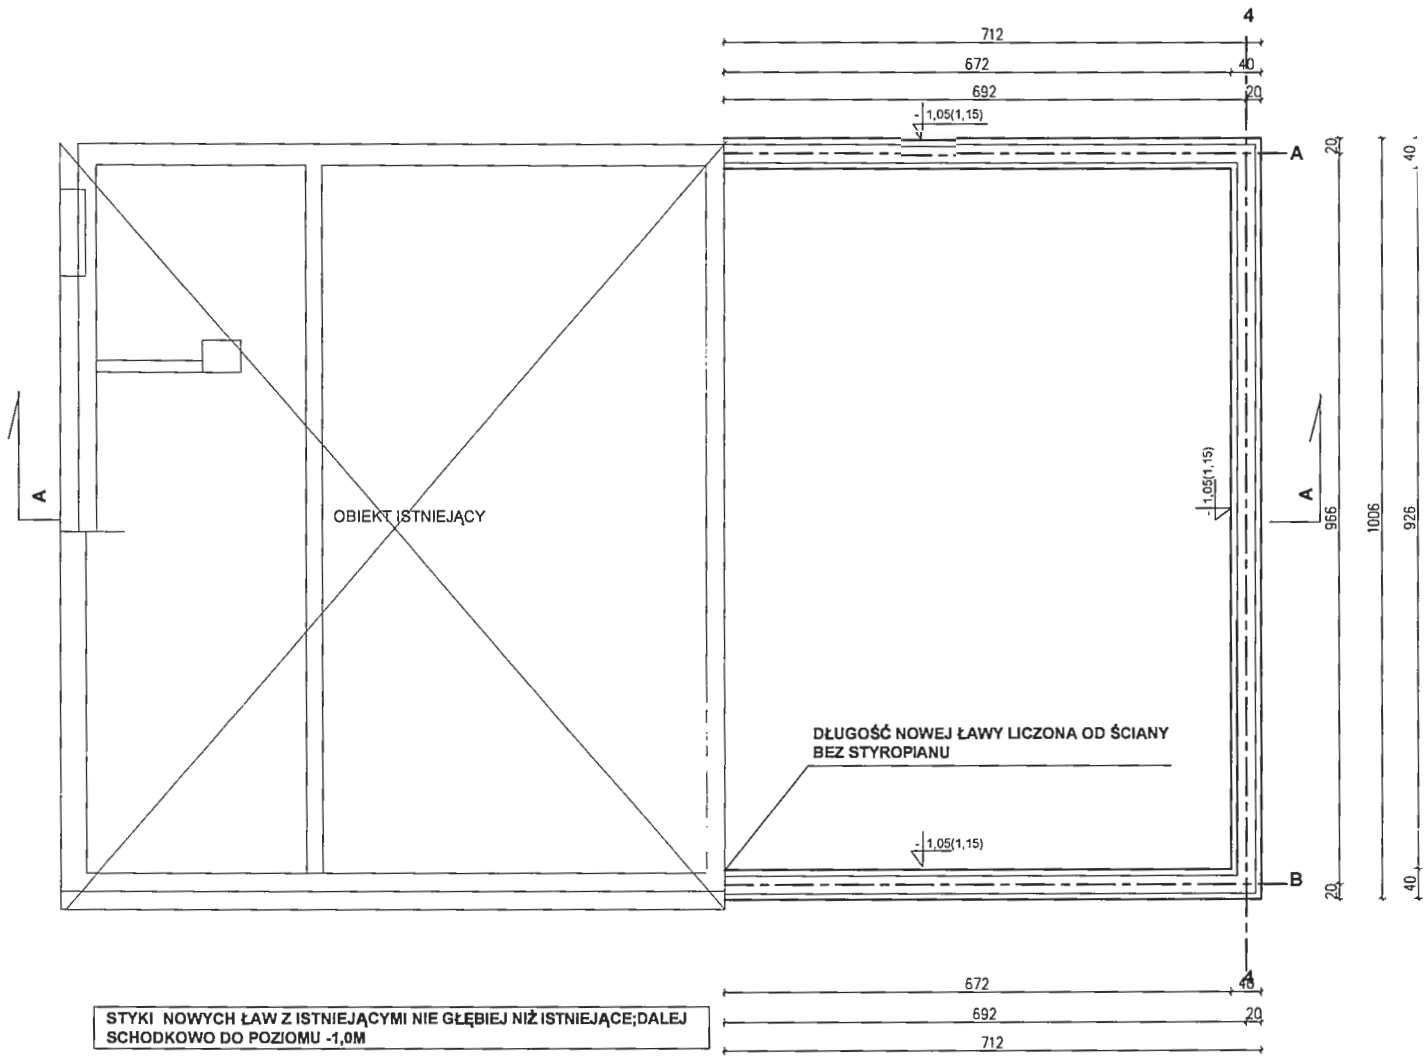 4
712
672 40
692 20
- 1,05(1,15)
20 40
A
A
OBIEKT ISTNIEJĄCY
- 1,05(1,15)
A
966 1006 926
DŁUGOŚĆ NOWEJ ŁAWY LICZONA OD ŚCIANY
BEZ STYROPIANU
- 1,05(1,15)
B
20 40
4
672 40
692 20
712
STYKI NOWYCH ŁAW Z ISTNIEJĄCYMI NIE GŁĘBIEJ NIŻ ISTNIEJĄCE;DALEJ
SCHODKOWO DO POZIOMU -1,0M